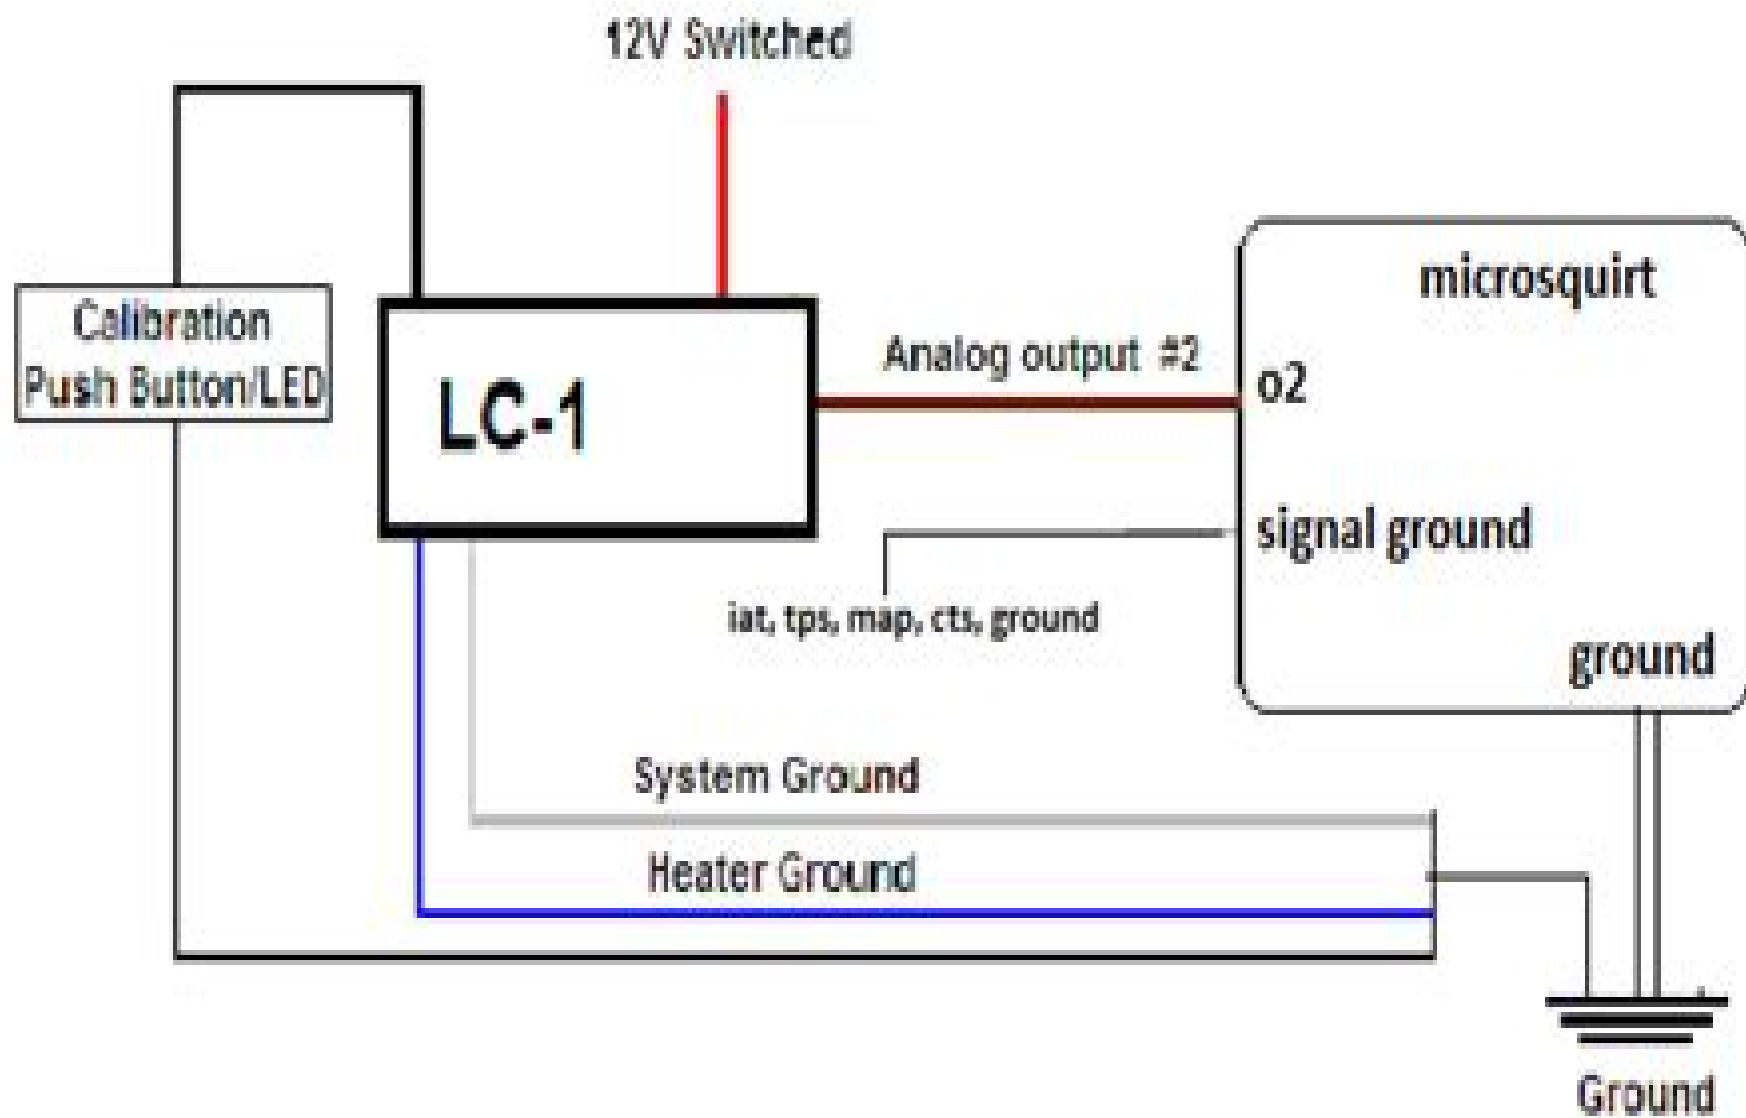 12V Switched
Calibration
Push Button/LED
LC-1
Analog output #2
microsquirt
o2
signal ground
iat, tps, map, cts, ground
ground
System Ground
Heater Ground
Ground